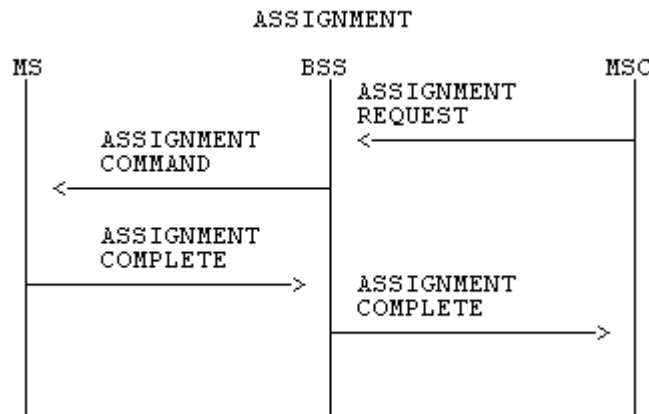 ASSIGNMENT
MS BSS MSC
ASSIGNMENT
REQUEST
ASSIGNMENT
COMMAND
ASSIGNMENT
COMPLETE
ASSIGNMENT
COMPLETE